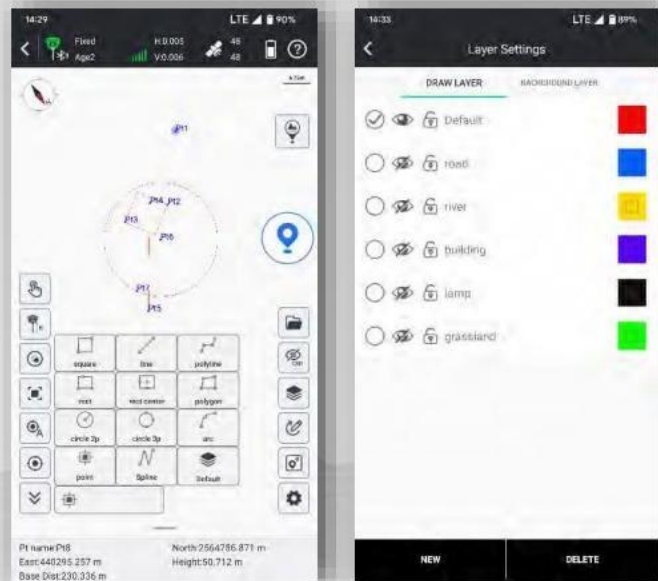 14:29
LTE 90%
Fixed
H:0.005
48
Age2
V:0.006
48
Pt1
Pt4
Pt2
Pt3
Pt6
Pt7
Pt5
square
line
polyline
rect
rect center
polygon
circle 2p
circle 3p
arc
point
Spline
Default
Pt name:Pt8
North:2564786.871 m
East:440295.257 m
Height:50.712 m
Base Dist:230.336 m
14:33
LTE 89%
Layer Settings
DRAW LAYER
BACKGROUND LAYER
Default
road
river
building
lamp
grassland
NEW
DELETE